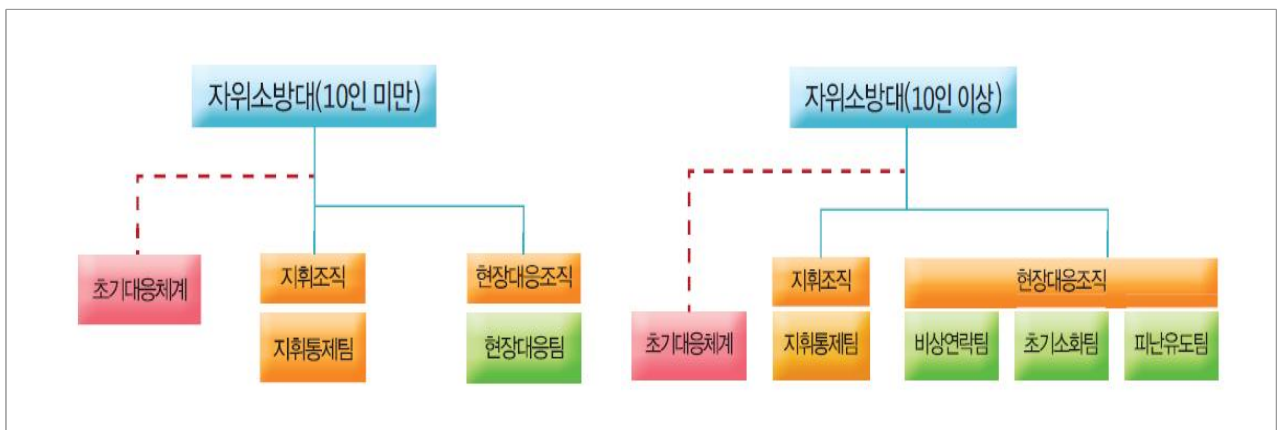 자위소방대(10인 미만)
초기대응체계
지휘조직
지휘통제팀
현장대응조직
현장대응팀
자위소방대(10인 이상)
초기대응체계
지휘조직
지휘통제팀
현장대응조직
비상연락팀
초기소화팀
피난유도팀